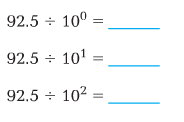 92.5 ÷ 10⁰ = ______
92.5 ÷ 10¹ = ______
92.5 ÷ 10² = ______